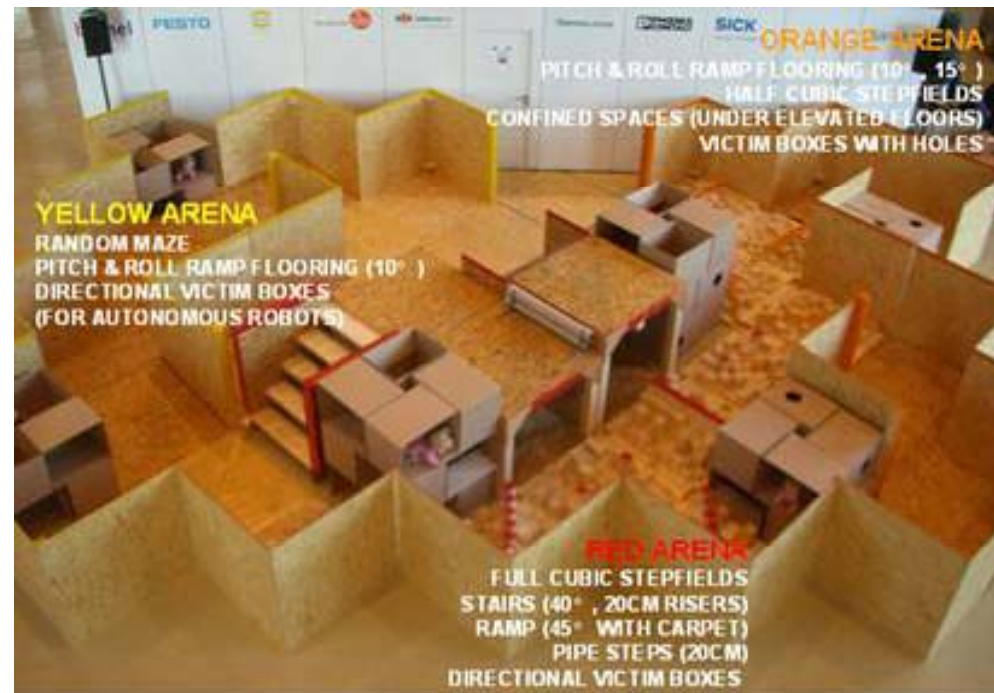 FESTO
SICK
ORANGE ARENA
PITCH & ROLL RAMP FLOORING (10°, 15°)
HALF CUBIC STEPFIELDS
CONFINED SPACES (UNDER ELEVATED FLOORS)
VICTIM BOXES WITH HOLES
YELLOW ARENA
RANDOM MAZE
PITCH & ROLL RAMP FLOORING (10°)
DIRECTIONAL VICTIM BOXES
(FOR AUTONOMOUS ROBOTS)
RED ARENA
FULL CUBIC STEPFIELDS
STAIRS (40°, 20CM RISERS)
RAMP (45° WITH CARPET)
PIPE STEPS (20CM)
DIRECTIONAL VICTIM BOXES